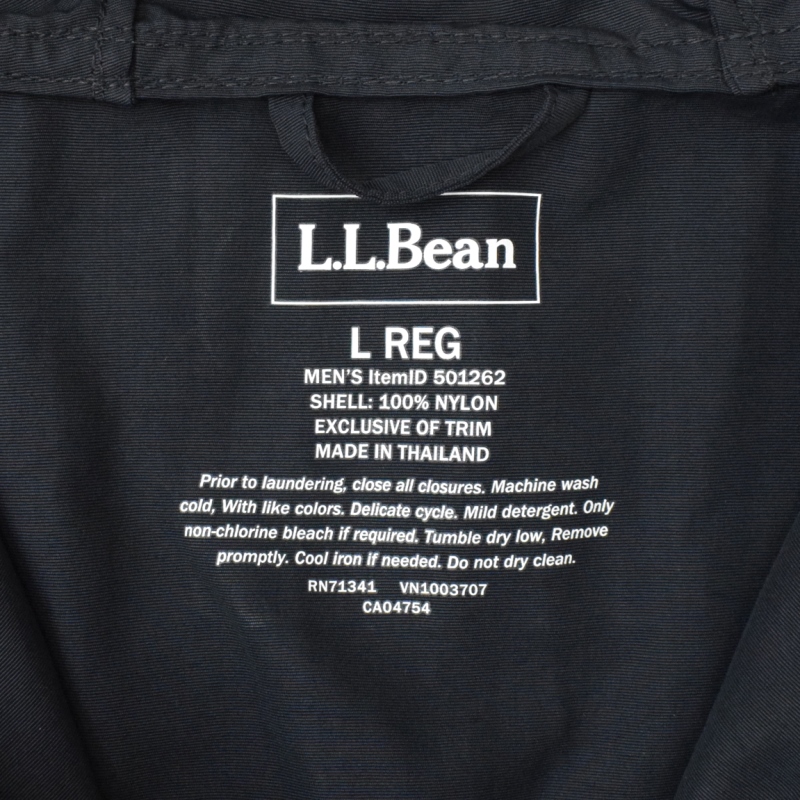 L.L.Bean
L REG
MEN'S ItemID 501262
SHELL: 100% NYLON
EXCLUSIVE OF TRIM
MADE IN THAILAND
Prior to laundering, close all closures. Machine wash
cold, With like colors. Delicate cycle. Mild detergent. Only
non-chlorine bleach if required. Tumble dry low, Remove
promptly. Cool iron if needed. Do not dry clean.
RN71341 VN1003707
CA04754